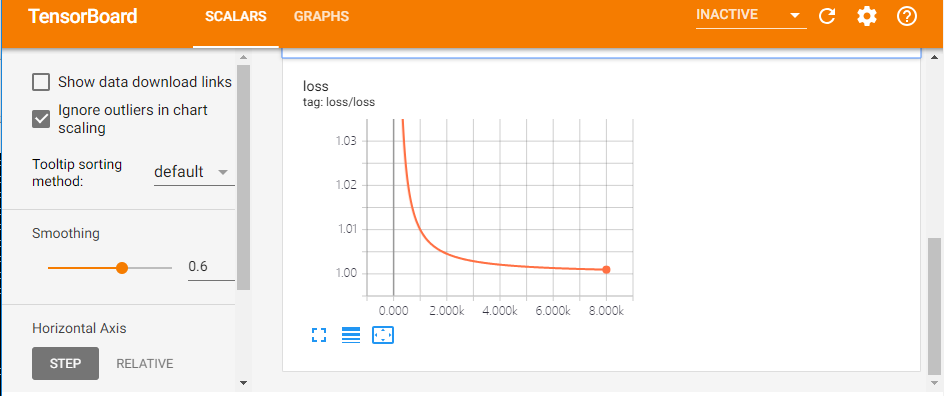 TensorBoard
SCALARS
GRAPHS
INACTIVE
Show data download links
Ignore outliers in chart
scaling
Tooltip sorting
method:
default
Smoothing
0.6
Horizontal Axis
STEP
RELATIVE
loss
tag: loss/loss
1.03
1.02
1.01
1.00
0.000 2.000k 4.000k 6.000k 8.000k